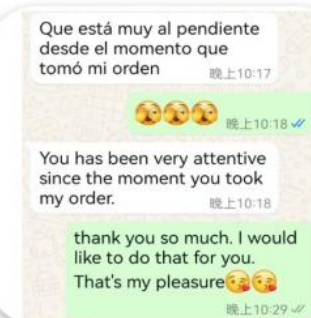 Que está muy al pendiente
desde el momento que
tomó mi orden
晚上10:17
晚上10:18
You has been very attentive
since the moment you took
my order.
晚上10:18
thank you so much. I would
like to do that for you.
That's my pleasure😘😘
晚上10:29